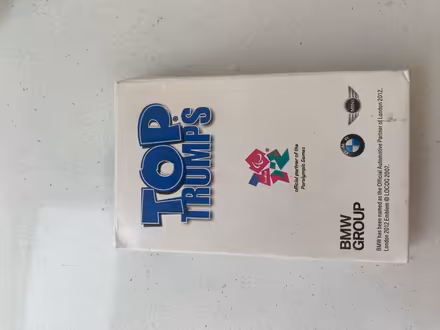 TOP
TRUMPS
official partner of the
Paralympic Games
MINI
BMW
GROUP
BMW has been named as the Official Automotive Partner of London 2012.
London 2012 Emblem © LOCOG 2007.